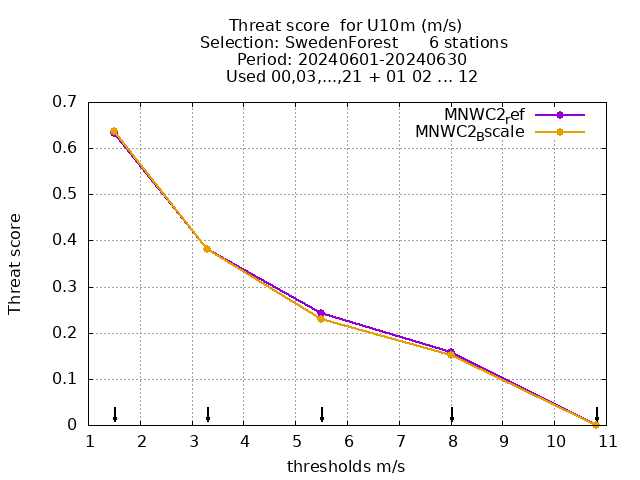 Threat score  for U10m (m/s)
Selection: SwedenForest      6 stations
Period: 20240601-20240630
Used 00,03,...,21 + 01 02 ... 12
MNWC2ref
MNWC2Bscale
Threat score
0.7
0.6
0.5
0.4
0.3
0.2
0.1
0
1 2 3 4 5 6 7 8 9 10 11
thresholds m/s